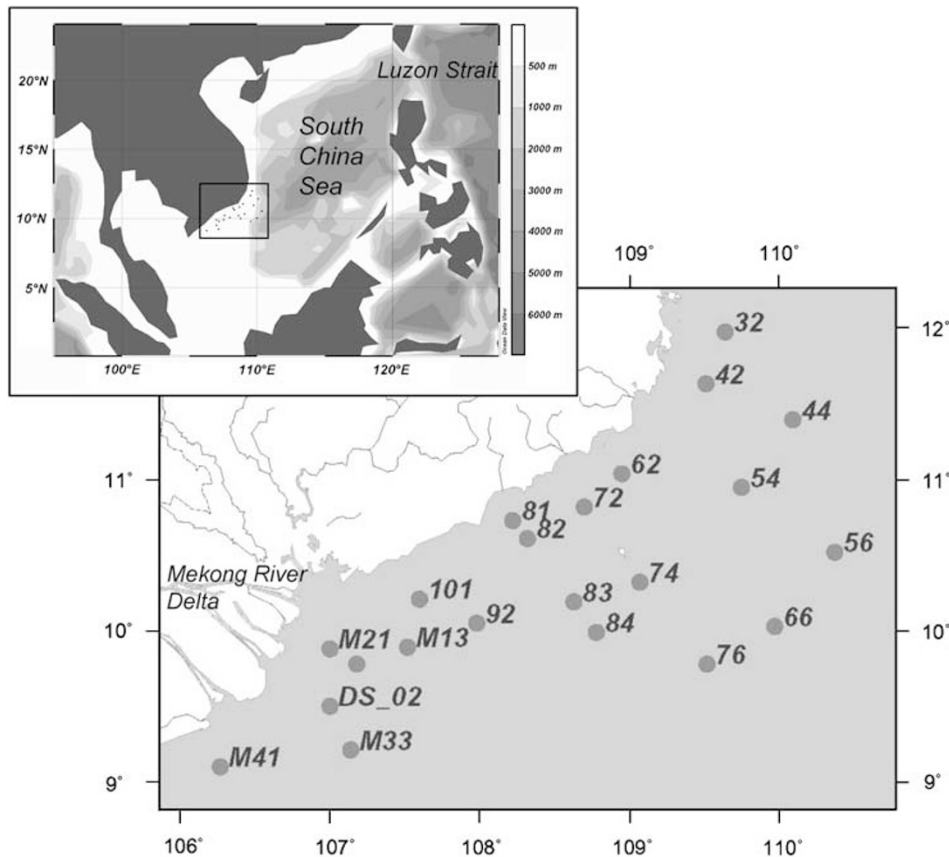 Luzon Strait
South
China
Sea
20°N
15°N
10°N
5°N
100°E
110°E
120°E
500 m
1000 m
2000 m
3000 m
4000 m
5000 m
6000 m
Ocean Data View
109°
110°
12°
11°
11°
10°
10°
9°
9°
106°
107°
108°
109°
110°
32
42
44
62
54
81
72
82
56
Mekong River
Delta
101
83
74
92
84
66
M21
M13
76
DS_02
M33
M41